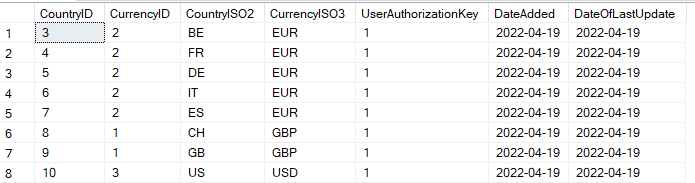 CountryID CurrencyID CountryISO2 CurrencyISO3 UserAuthorizationKey DateAdded DateOfLastUpdate
1 3 2 BE EUR 1 2022-04-19 2022-04-19
2 4 2 FR EUR 1 2022-04-19 2022-04-19
3 5 2 DE EUR 1 2022-04-19 2022-04-19
4 6 2 IT EUR 1 2022-04-19 2022-04-19
5 7 2 ES EUR 1 2022-04-19 2022-04-19
6 8 1 CH GBP 1 2022-04-19 2022-04-19
7 9 1 GB GBP 1 2022-04-19 2022-04-19
8 10 3 US USD 1 2022-04-19 2022-04-19